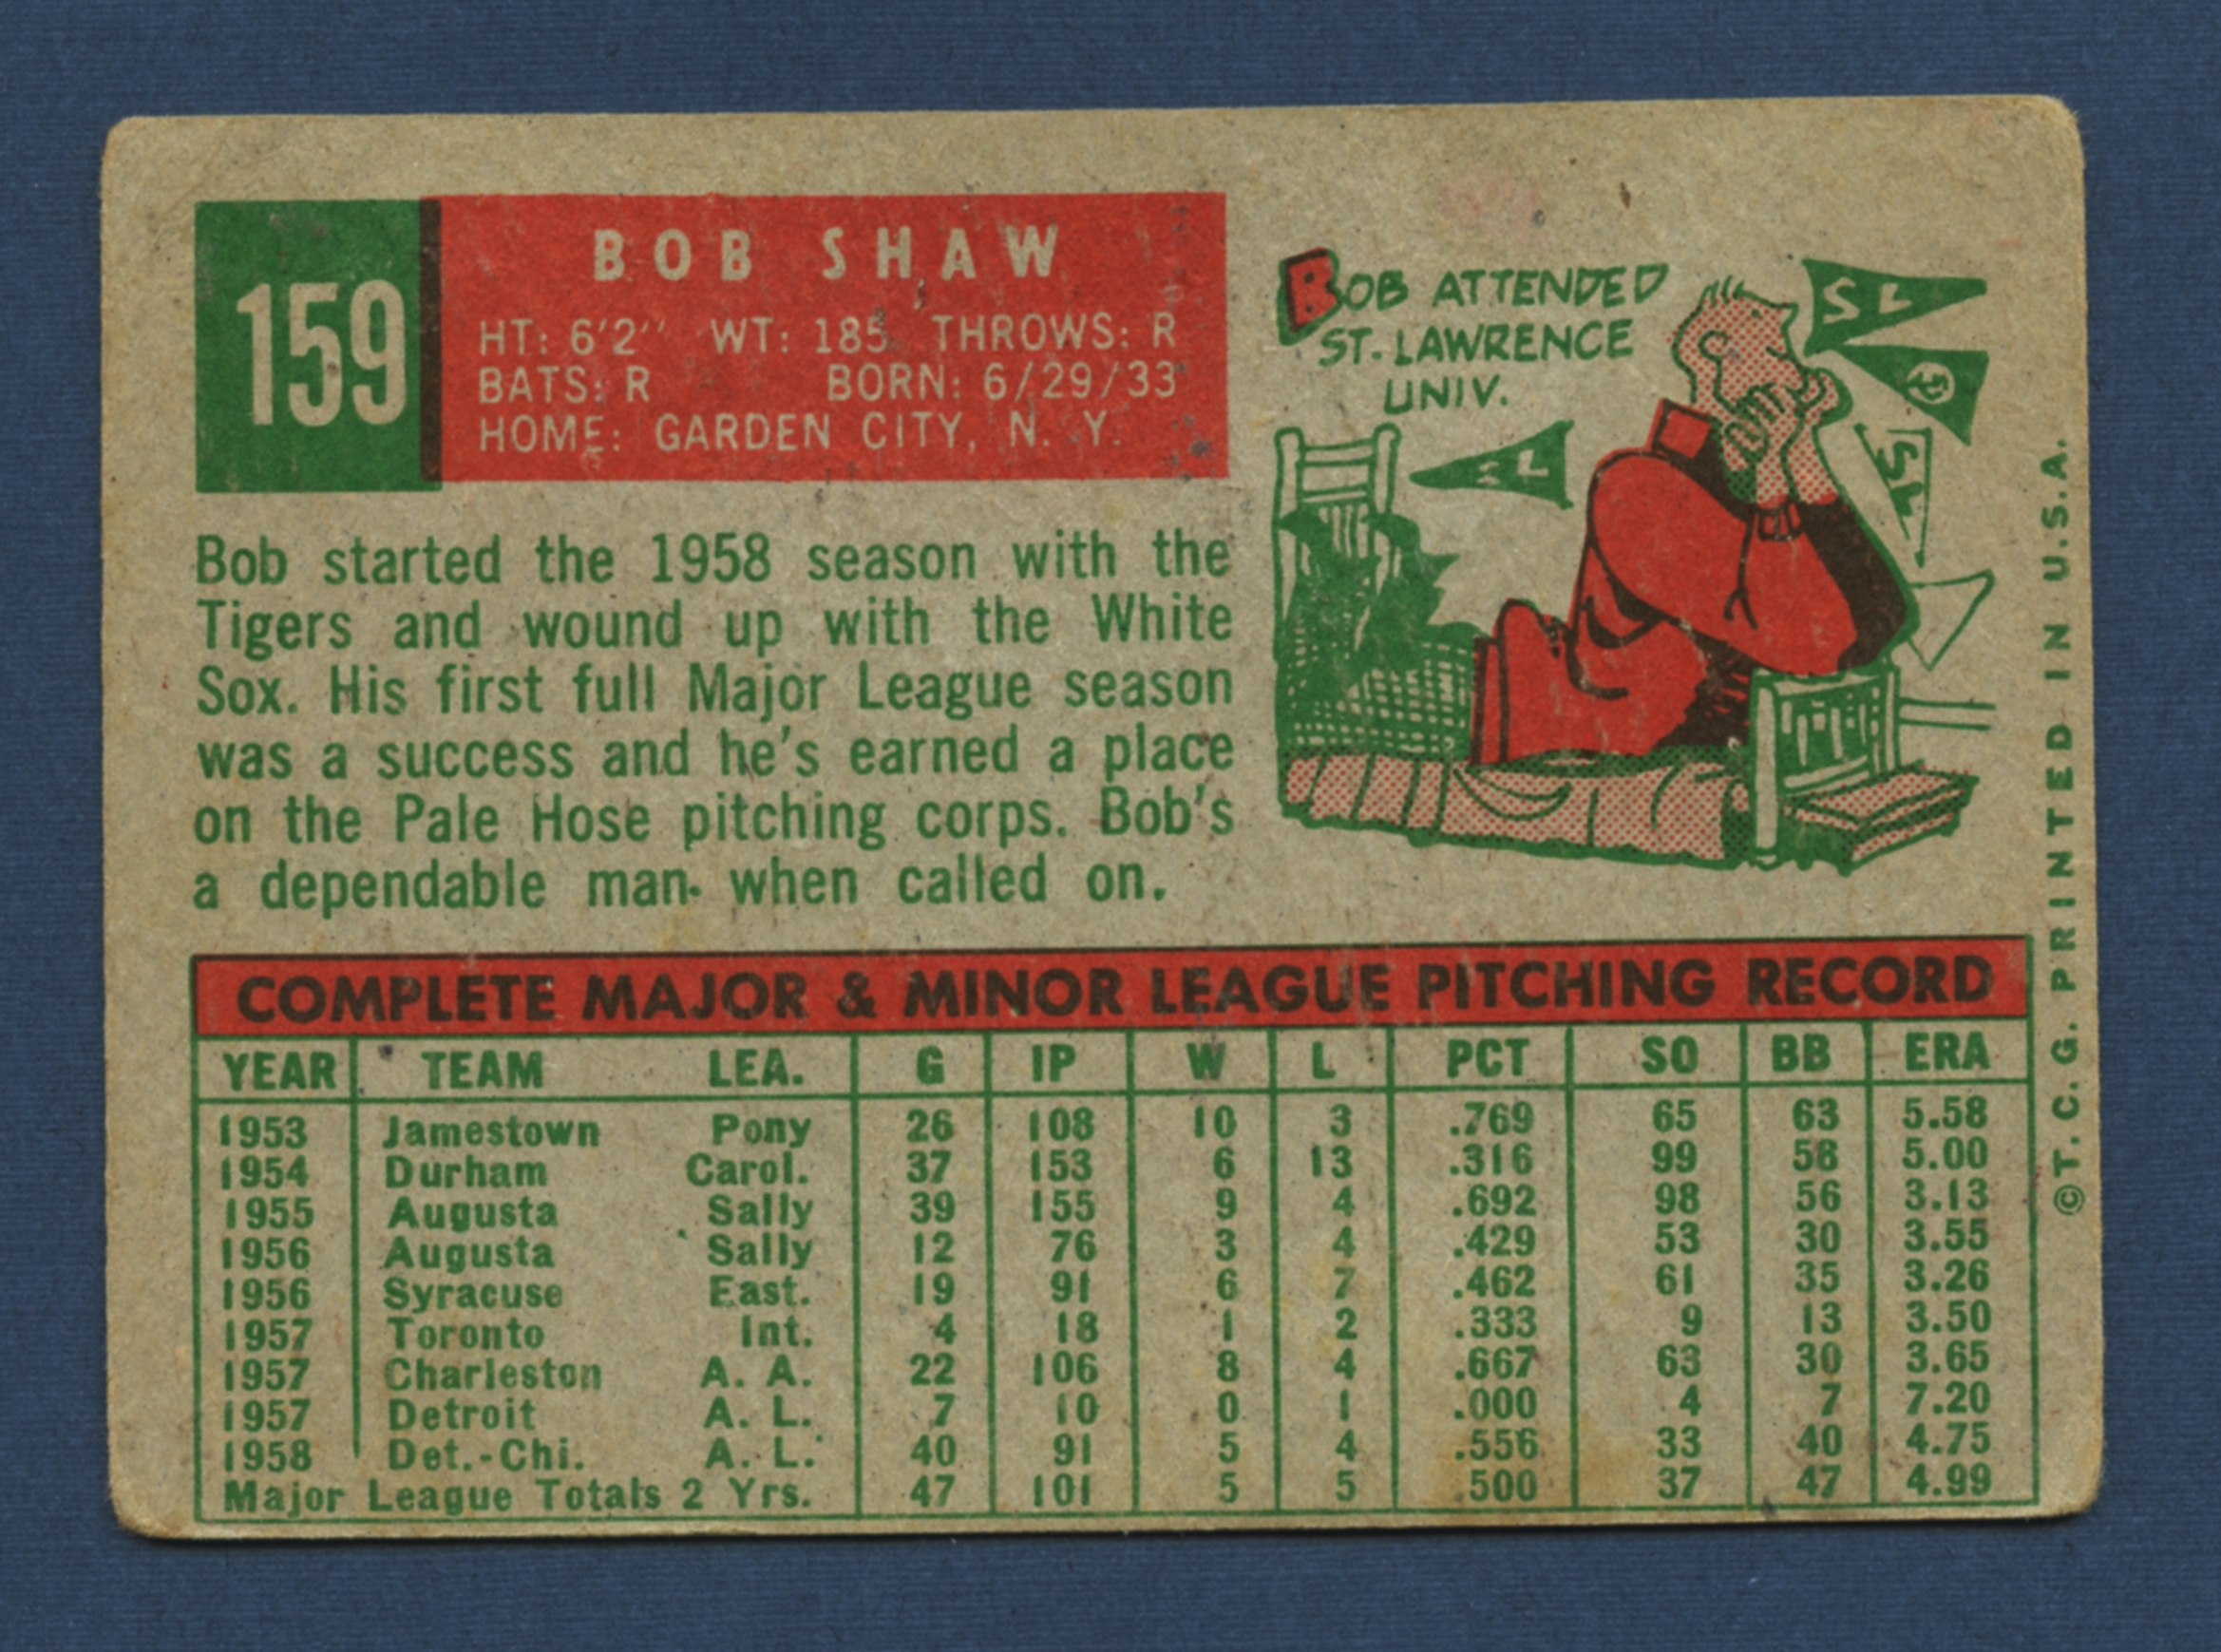 159
BOB SHAW
HT: 6'2" WT: 185 THROWS: R
BATS: R BORN: 6/29/33
HOME: GARDEN CITY, N. Y.
BOB ATTENDED
ST. LAWRENCE
UNIV.
SL
SL
SL
Bob started the 1958 season with the
Tigers and wound up with the White
Sox. His first full Major League season
was a success and he's earned a place
on the Pale Hose pitching corps. Bob's
a dependable man when called on.
COMPLETE MAJOR & MINOR LEAGUE PITCHING RECORD
YEAR TEAM LEA. G IP W L PCT SO BB ERA
1953 Jamestown Pony 26 108 10 3 .769 65 63 5.58
1954 Durham Carol. 37 153 6 13 .316 99 58 5.00
1955 Augusta Sally 39 155 9 4 .692 98 56 3.13
1956 Augusta Sally 12 76 3 4 .429 53 30 3.55
1956 Syracuse East. 19 91 6 7 .462 61 35 3.26
1957 Toronto Int. 4 18 1 2 .333 9 13 3.50
1957 Charleston A. A. 22 106 8 4 .667 63 30 3.65
1957 Detroit A. L. 7 10 0 1 .000 4 7 7.20
1958 Det.-Chi. A. L. 40 91 5 4 .556 33 40 4.75
Major League Totals 2 Yrs. 47 101 5 5 .500 37 47 4.99
©T. C. G. PRINTED IN U.S.A.